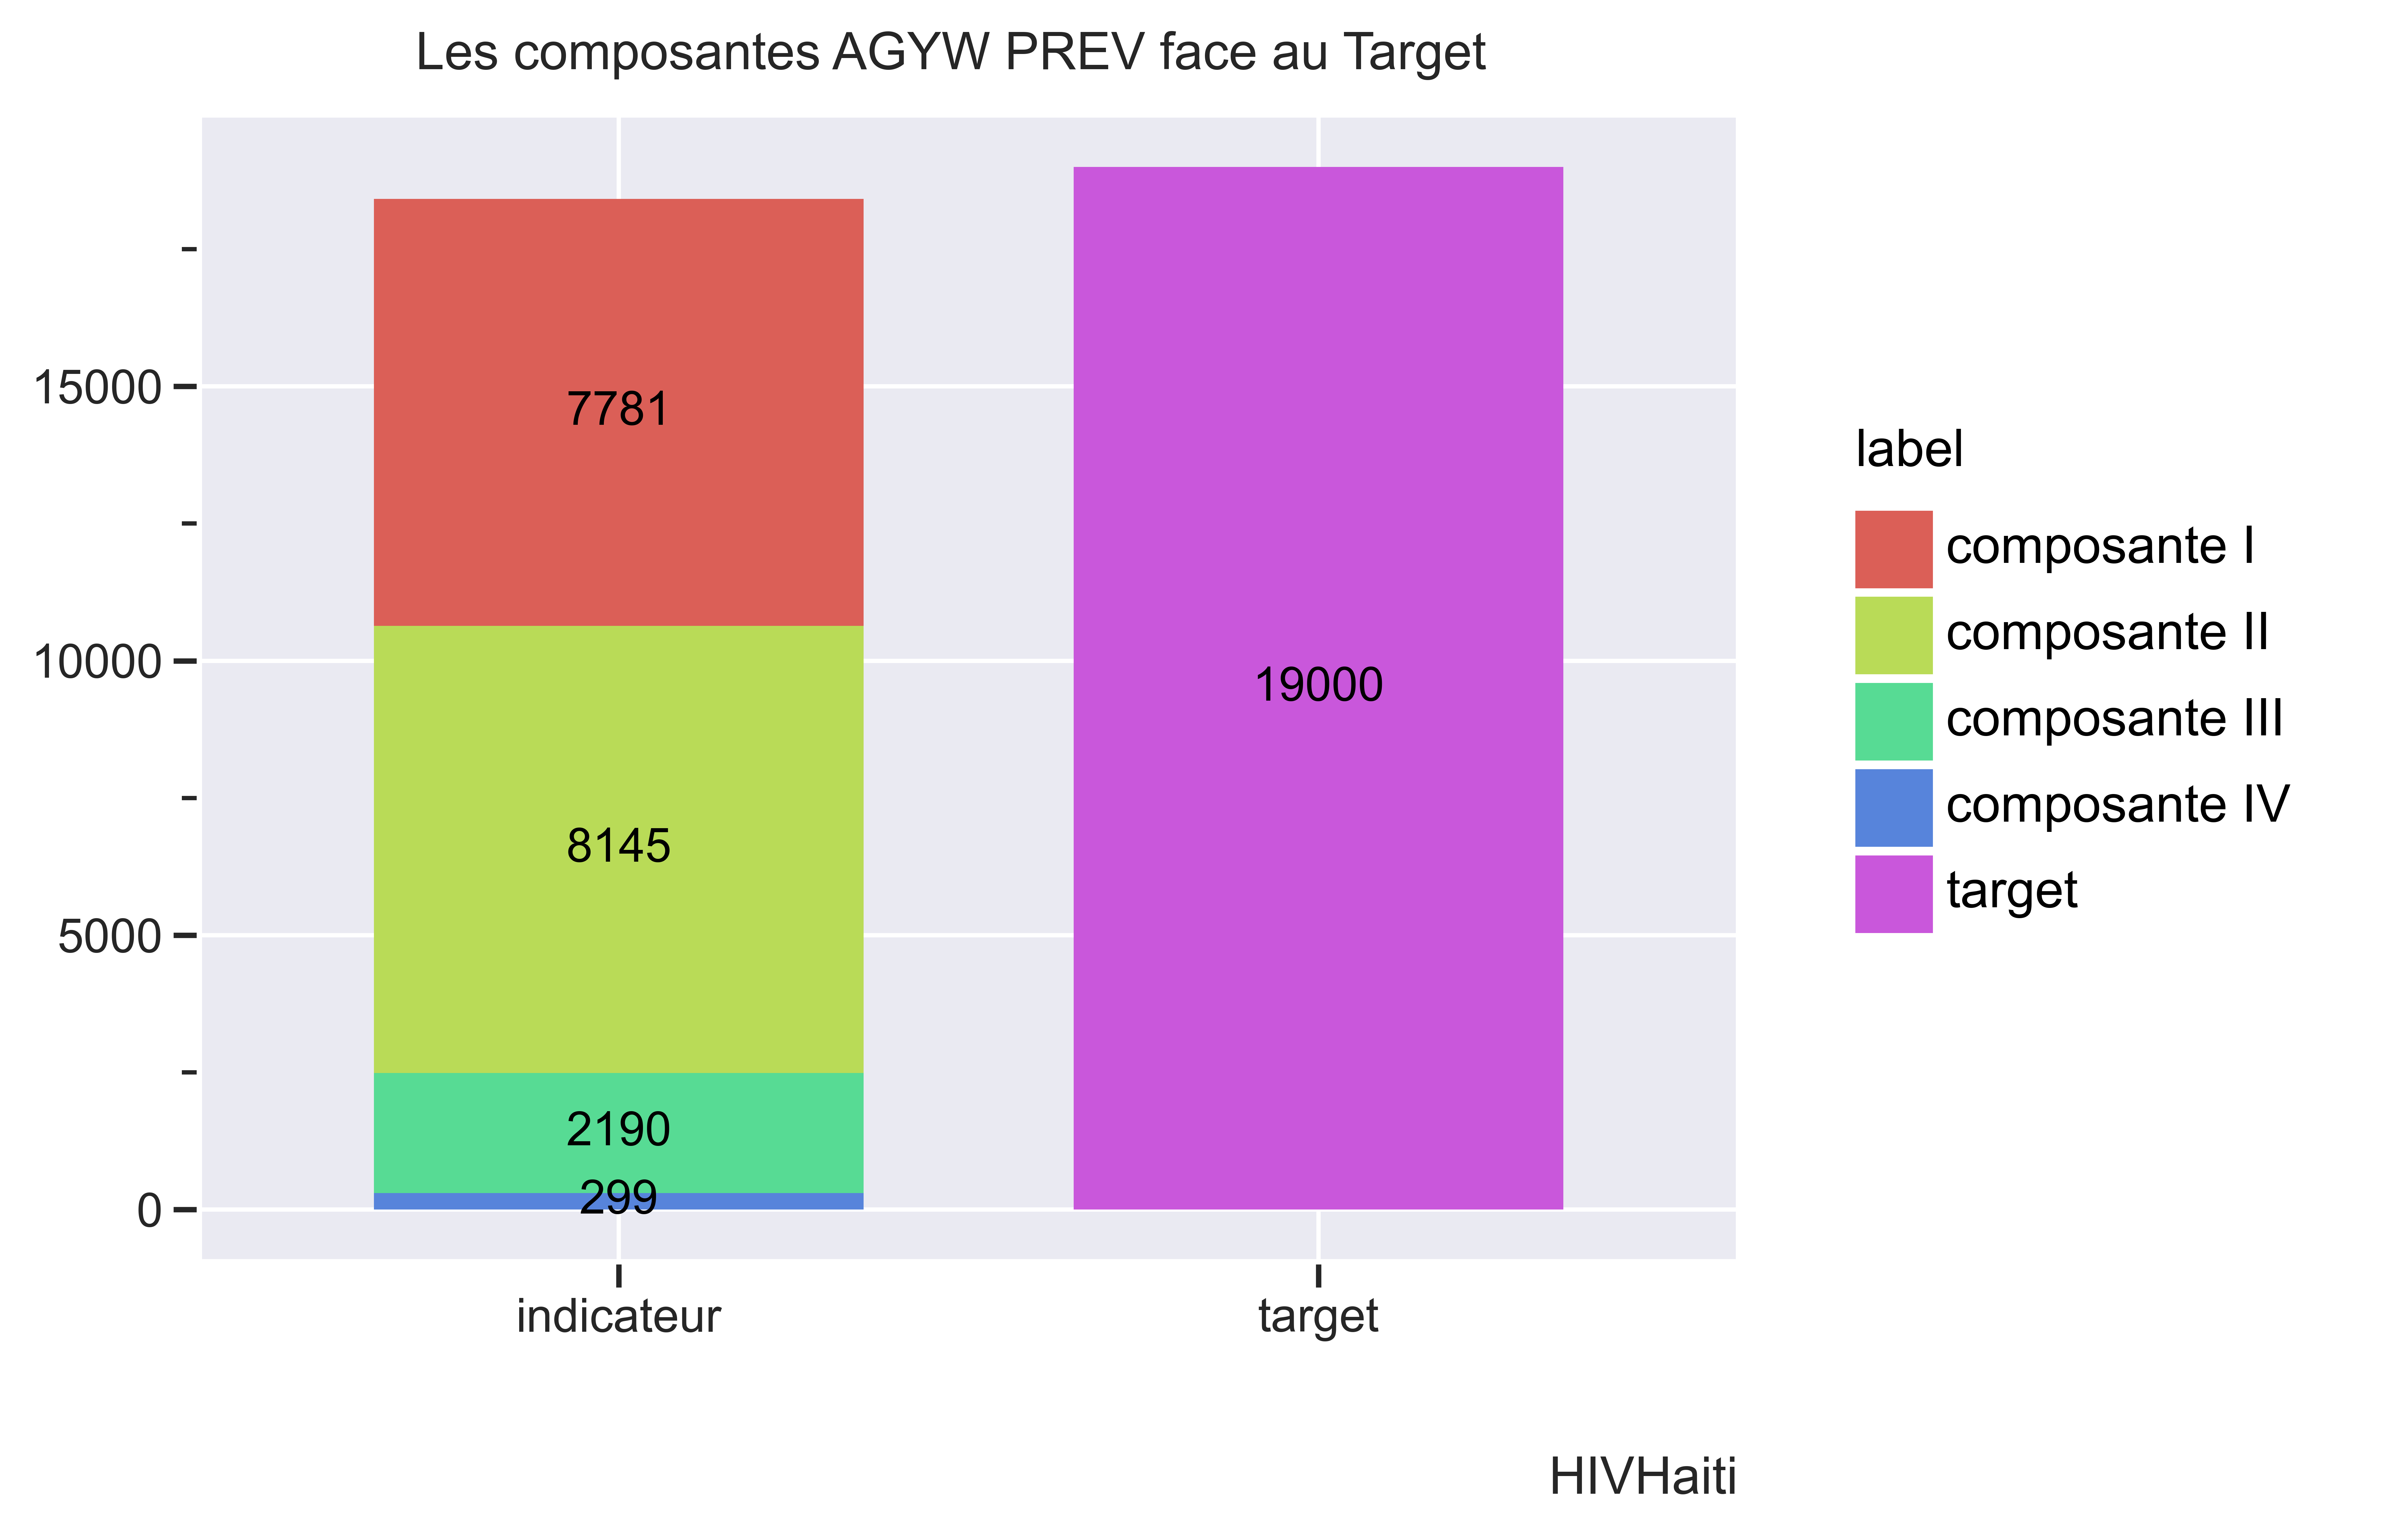 Les composantes AGYW PREV face au Target
15000
10000
5000
0
7781
8145
2190
299
19000
indicateur
target
label
composante I
composante II
composante III
composante IV
target
HIVHaiti